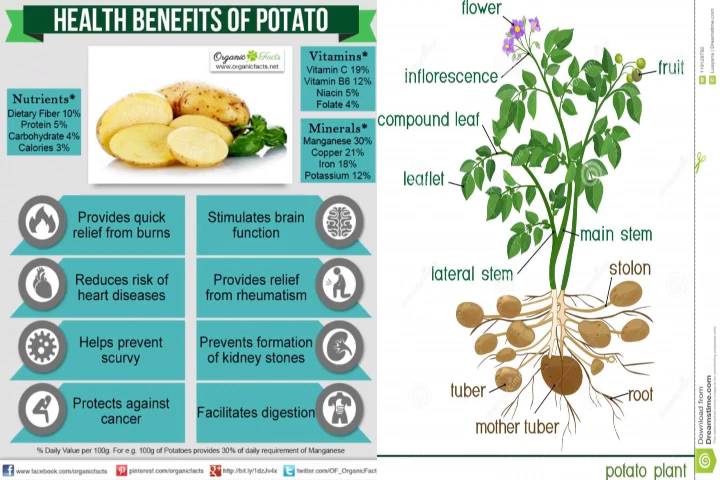 HEALTH BENEFITS OF POTATO
Organic Facts
www.organicfacts.net
Nutrients*
Dietary Fiber 10%
Protein 5%
Carbohydrate 4%
Calories 3%
Vitamins*
Vitamin C 19%
Vitamin B6 12%
Niacin 5%
Folate 4%
Minerals*
Manganese 30%
Copper 21%
Iron 18%
Potassium 12%
Provides quick
relief from burns
Stimulates brain
function
Reduces risk of
heart diseases
Provides relief
from rheumatism
Helps prevent
scurvy
Prevents formation
of kidney stones
Protects against
cancer
Facilitates digestion
% Daily Value per 100g. For e.g. 100g of Potatoes provides 30% of daily requirement of Manganese
www.facebook.com/organicfacts
pinterest.com/organicfacts
http://bit.ly/1dzJv4x
twitter.com/OF_OrganicFact
flower
inflorescence
fruit
compound leaf
leaflet
main stem
lateral stem
stolon
tuber
root
mother tuber
potato plant
Download from
Dreamstime.com